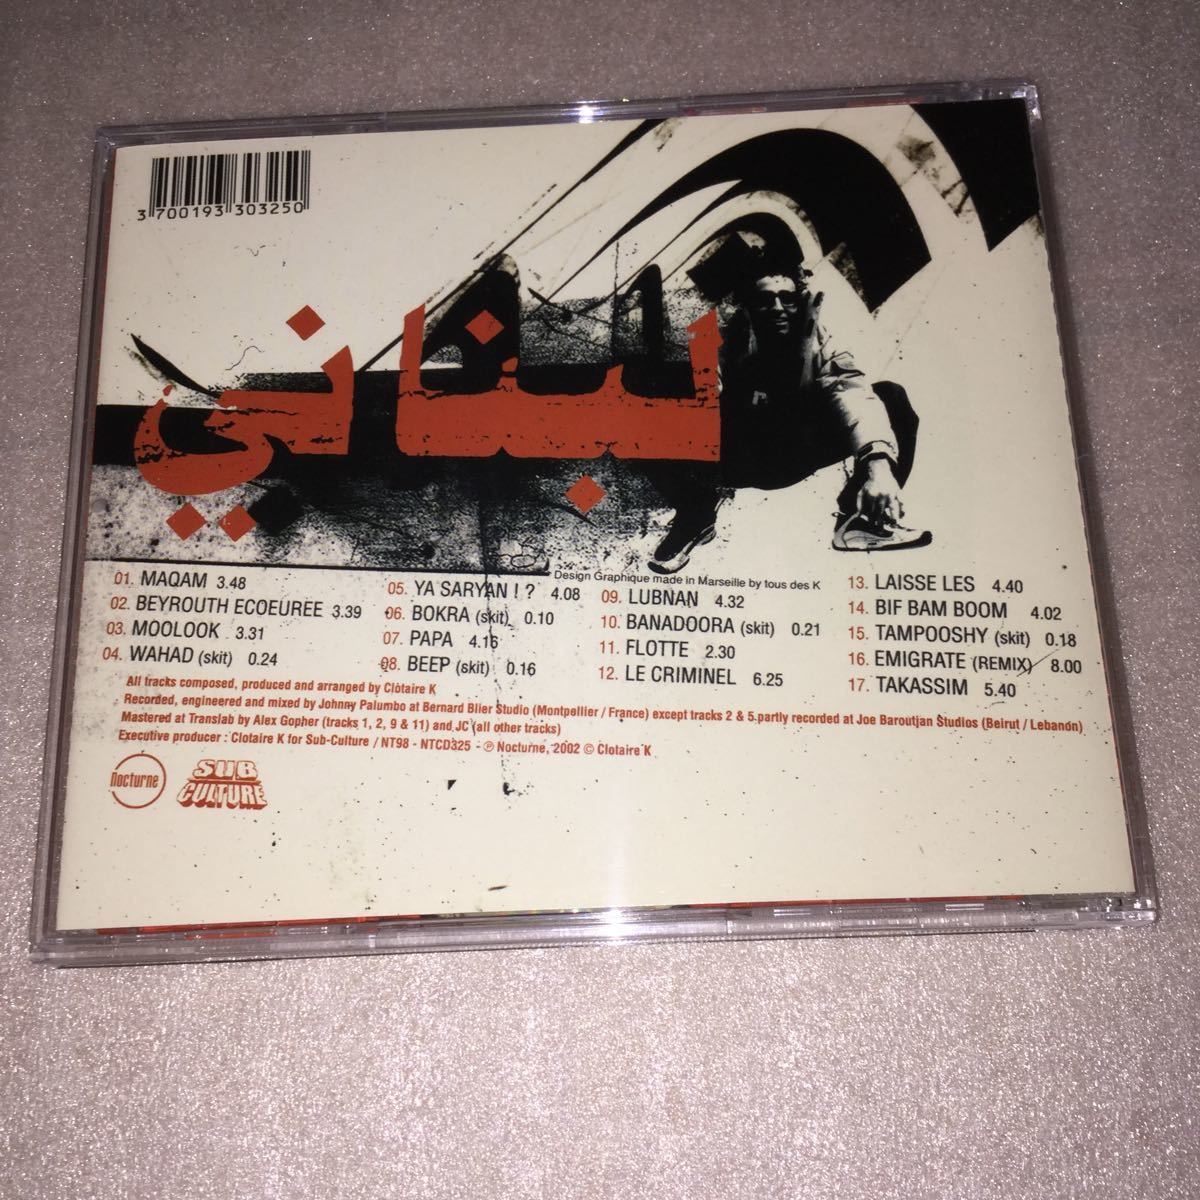 3 700193 303250
لبناني
Design Graphique made in Marseille by tous des K
01. MAQAM 3.48
02. BEYROUTH ECOEUREE 3.39
03. MOOLOOK 3.31
04. WAHAD (skit) 0.24
05. YA SARYAN ! ? 4.08
06. BOKRA (skit) 0.10
07. PAPA 4.16
08. BEEP (skit) 0.16
09. LUBNAN 4.32
10. BANADOORA (skit) 0.21
11. FLOTTE 2.30
12. LE CRIMINEL 6.25
13. LAISSE LES 4.40
14. BIF BAM BOOM 4.02
15. TAMPOOSHY (skit) 0.18
16. EMIGRATE (REMIX) 8.00
17. TAKASSIM 5.40
All tracks composed, produced and arranged by Clotaire K
Recorded, engineered and mixed by Johnny Palumbo at Bernard Blier Studio (Montpellier / France) except tracks 2 & 5.partly recorded at Joe Baroutjan Studios (Beirut / Lebanon)
Mastered at Translab by Alex Gopher (tracks 1, 2, 9 & 11) and JC (all other tracks)
Executive producer : Clotaire K for Sub-Culture / NT98 - NTCD325 - ℗ Nocturne, 2002 © Clotaire K
Nocturne
SUB
CULTURE